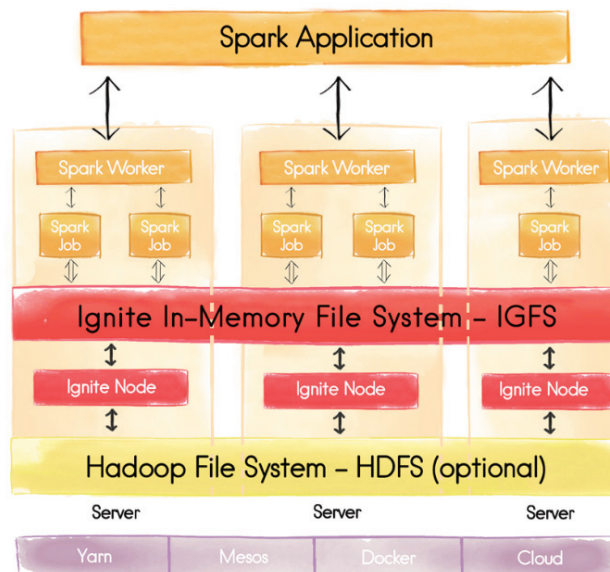 Spark Application
Spark Worker
Spark Worker
Spark Worker
Spark
Job
Spark
Job
Spark
Job
Spark
Job
Spark
Job
Ignite In-Memory File System - IGFS
Ignite Node
Ignite Node
Ignite Node
Hadoop File System - HDFS (optional)
Server
Server
Server
Yarn
Mesos
Docker
Cloud